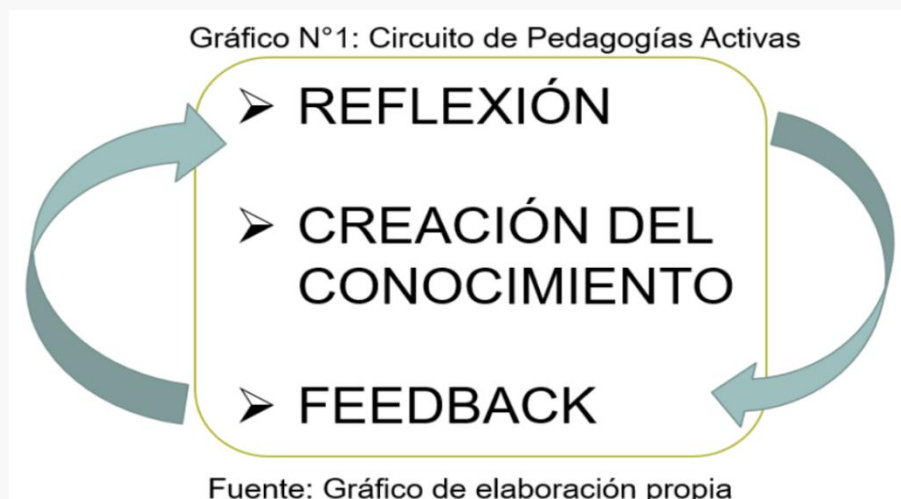 Gráfico N°1: Circuito de Pedagogías Activas
➢ REFLEXIÓN
➢ CREACIÓN DEL
CONOCIMIENTO
➢ FEEDBACK
Fuente: Gráfico de elaboración propia